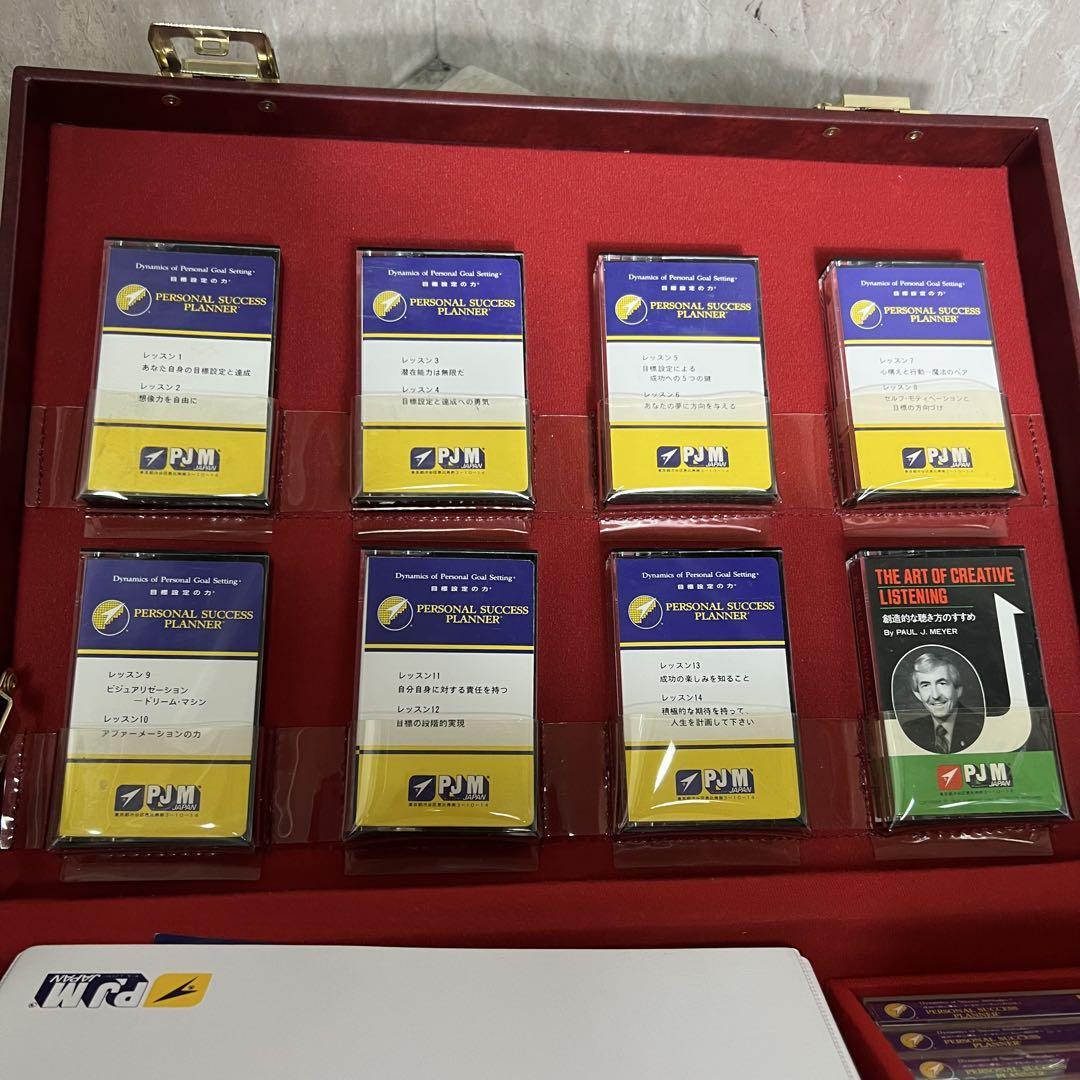 Dynamics of Personal Goal Setting
目標設定の力
PERSONAL SUCCESS
PLANNER
レッスン1
あなた自身の目標設定と達成
レッスン2
想像力を自由に
PJM
JAPAN
Dynamics of Personal Goal Setting
目標設定の力
PERSONAL SUCCESS
PLANNER
レッスン3
潜在能力は無限だ
レッスン4
目標設定と達成への勇気
PJM
JAPAN
Dynamics of Personal Goal Setting
目標設定の力
PERSONAL SUCCESS
PLANNER
レッスン5
目標設定による
成功への5つの鍵
レッスン6
あなたの夢に方向を与える
PJM
JAPAN
Dynamics of Personal Goal Setting
目標設定の力
PERSONAL SUCCESS
PLANNER
レッスン7
心構えと行動—魔法のペア
レッスン8
セルフ・モティベーションと
目標の方向づけ
PJM
JAPAN
Dynamics of Personal Goal Setting
目標設定の力
PERSONAL SUCCESS
PLANNER
レッスン9
ビジュアリゼーション
—ドリーム・マシン
レッスン10
アファーメーションの力
PJM
JAPAN
Dynamics of Personal Goal Setting
目標設定の力
PERSONAL SUCCESS
PLANNER
レッスン11
自分自身に対する責任を持つ
レッスン12
目標の段階的実現
PJM
JAPAN
Dynamics of Personal Goal Setting
目標設定の力
PERSONAL SUCCESS
PLANNER
レッスン13
成功の楽しみを知ること
レッスン14
積極的な期待を持って、
人生を計画して下さい
PJM
JAPAN
THE ART OF CREATIVE
LISTENING
創造的な聴き方のすすめ
By PAUL J. MEYER
PJM
JAPAN
PJM
JAPAN
PERSONAL SUCCESS
PLANNER
PERSONAL SUCCESS
PLANNER
PERSONAL SUCCESS
PLANNER